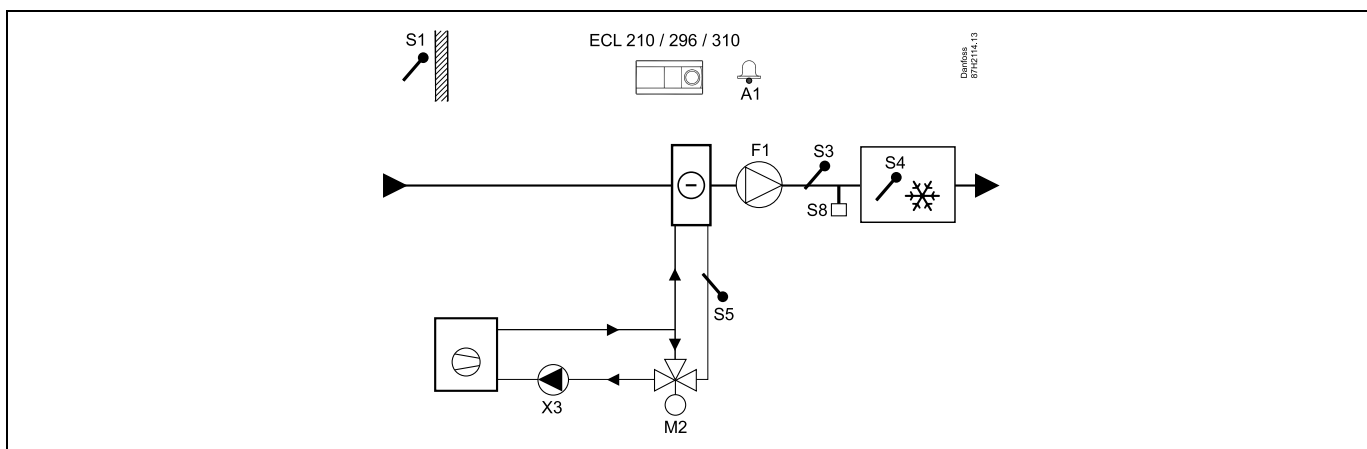 S1
ECL 210 / 296 / 310
A1
Danfoss
87H2114.13
F1
S3
S4
S8
S5
X3
M2